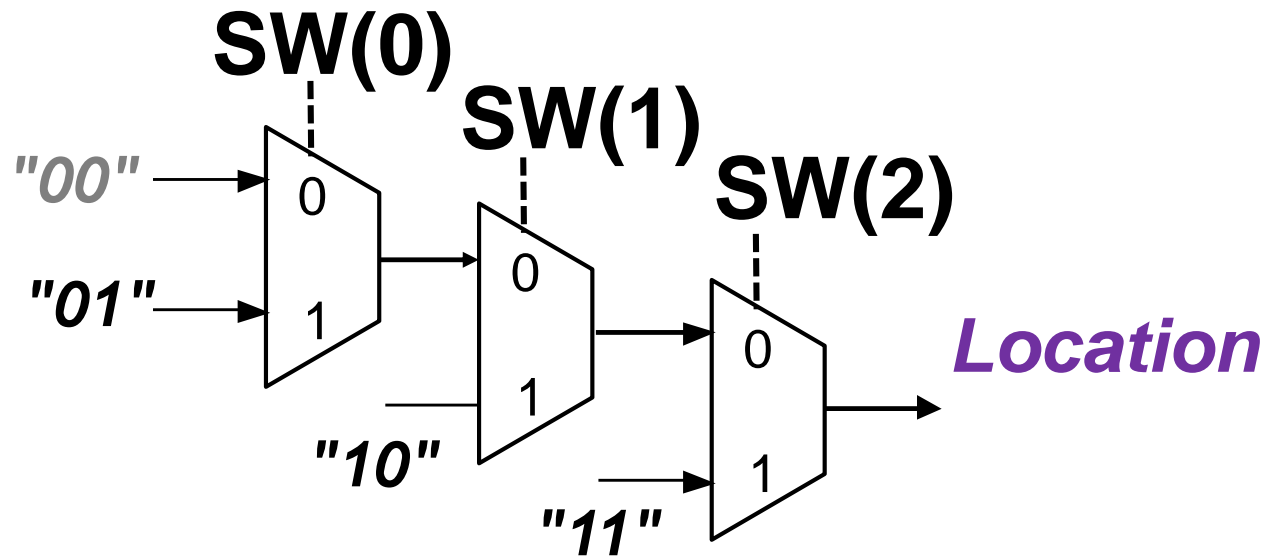 SW(0)
SW(1)
SW(2)
"00"
0
"01"
1
0
1
"10"
0
1
"11"
Location